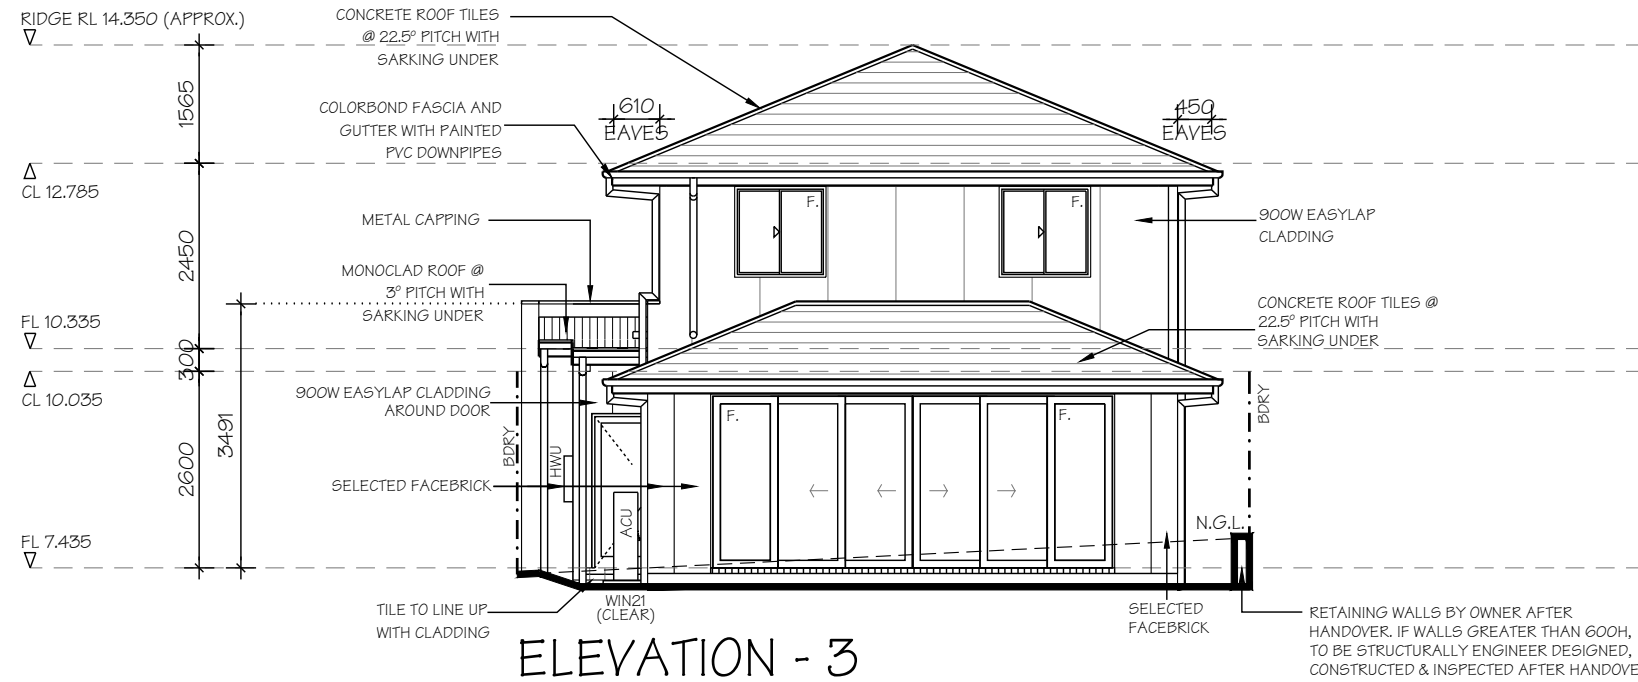 RIDGE RL 14.350 (APPROX.)
CONCRETE ROOF TILES
@ 22.5° PITCH WITH
SARKING UNDER
1565
COLORBOND FASCIA AND
GUTTER WITH PAINTED
PVC DOWNPIPES
610
EAVES
450
EAVES
CL 12.785
METAL CAPPING
F.
F.
900W EASYLAP
CLADDING
2450
MONOCLAD ROOF @
3° PITCH WITH
SARKING UNDER
CONCRETE ROOF TILES @
22.5° PITCH WITH
SARKING UNDER
FL 10.335
300
CL 10.035
900W EASYLAP CLADDING
AROUND DOOR
BDRY
BDRY
F.
F.
3491
2600
HWU
SELECTED FACEBRICK
ACU
N.G.L.
FL 7.435
TILE TO LINE UP
WITH CLADDING
WIN21
(CLEAR)
SELECTED
FACEBRICK
RETAINING WALLS BY OWNER AFTER
HANDOVER. IF WALLS GREATER THAN 600H,
TO BE STRUCTURALLY ENGINEER DESIGNED,
CONSTRUCTED & INSPECTED AFTER HANDOVE
ELEVATION - 3